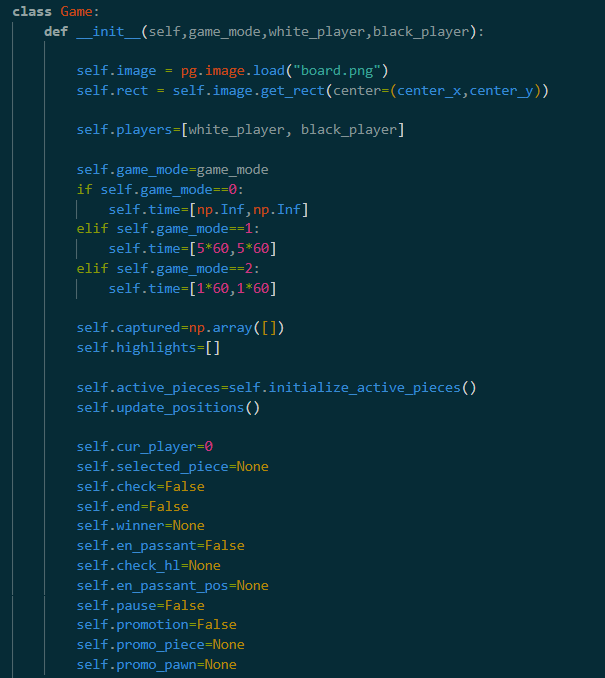 class Game:
    def __init__(self,game_mode,white_player,black_player):
        self.image = pg.image.load("board.png")
        self.rect = self.image.get_rect(center=(center_x,center_y))
        self.players=[white_player, black_player]
        self.game_mode=game_mode
        if self.game_mode==0:
            self.time=[np.Inf,np.Inf]
        elif self.game_mode==1:
            self.time=[5*60,5*60]
        elif self.game_mode==2:
            self.time=[1*60,1*60]
        self.captured=np.array([])
        self.highlights=[]
        self.active_pieces=self.initialize_active_pieces()
        self.update_positions()
        self.cur_player=0
        self.selected_piece=None
        self.check=False
        self.end=False
        self.winner=None
        self.en_passant=False
        self.check_hl=None
        self.en_passant_pos=None
        self.pause=False
        self.promotion=False
        self.promo_piece=None
        self.promo_pawn=None